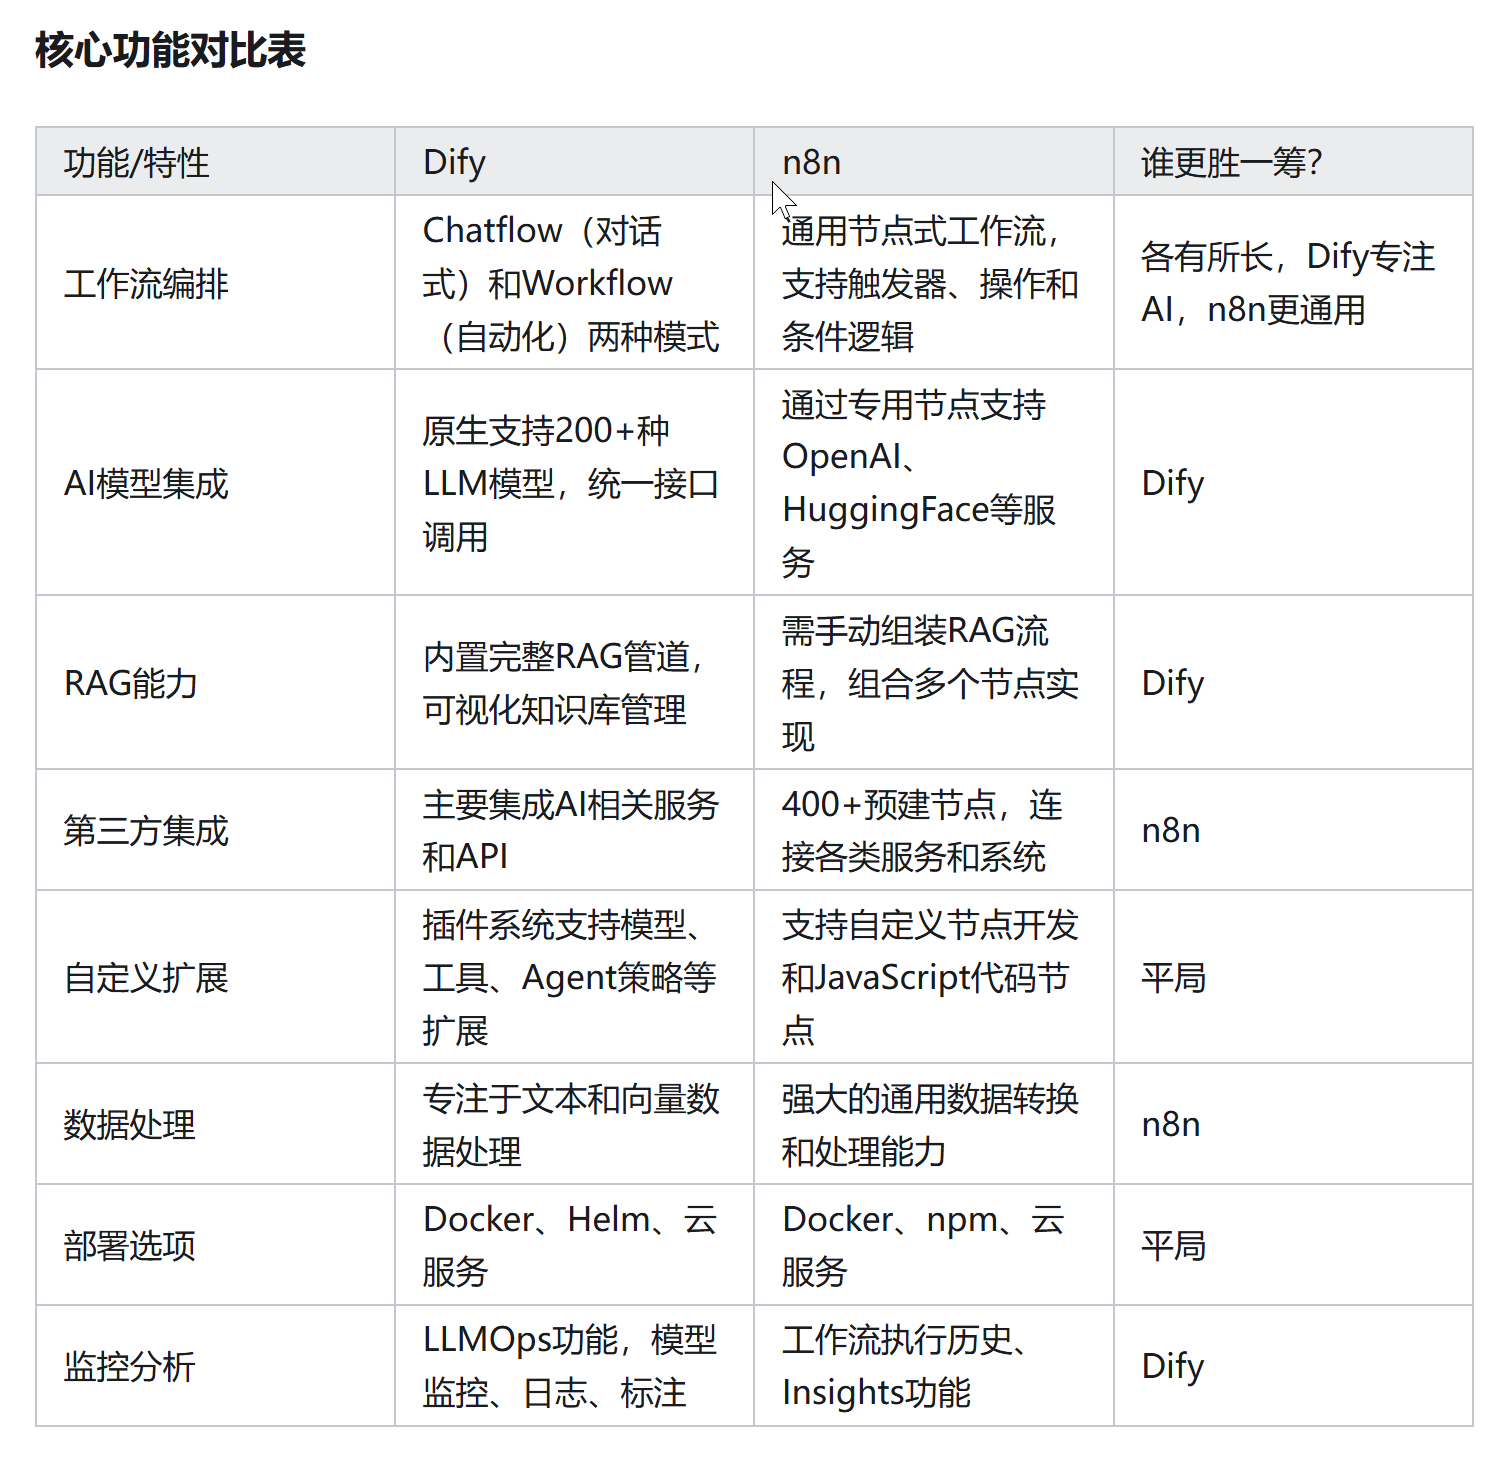 核心功能对比表
功能/特性
Dify
n8n
谁更胜一筹？
工作流编排
Chatflow（对话
式）和Workflow
（自动化）两种模式
通用节点式工作流，
支持触发器、操作和
条件逻辑
各有所长，Dify专注
AI，n8n更通用
AI模型集成
原生支持200+种
LLM模型，统一接口
调用
通过专用节点支持
OpenAI、
HuggingFace等服
务
Dify
RAG能力
内置完整RAG管道，
可视化知识库管理
需手动组装RAG流
程，组合多个节点实
现
Dify
第三方集成
主要集成AI相关服务
和API
400+预建节点，连
接各类服务和系统
n8n
自定义扩展
插件系统支持模型、
工具、Agent策略等
扩展
支持自定义节点开发
和JavaScript代码节
点
平局
数据处理
专注于文本和向量数
据处理
强大的通用数据转换
和处理能力
n8n
部署选项
Docker、Helm、云
服务
Docker、npm、云
服务
平局
监控分析
LLMOps功能，模型
监控、日志、标注
工作流执行历史、
Insights功能
Dify